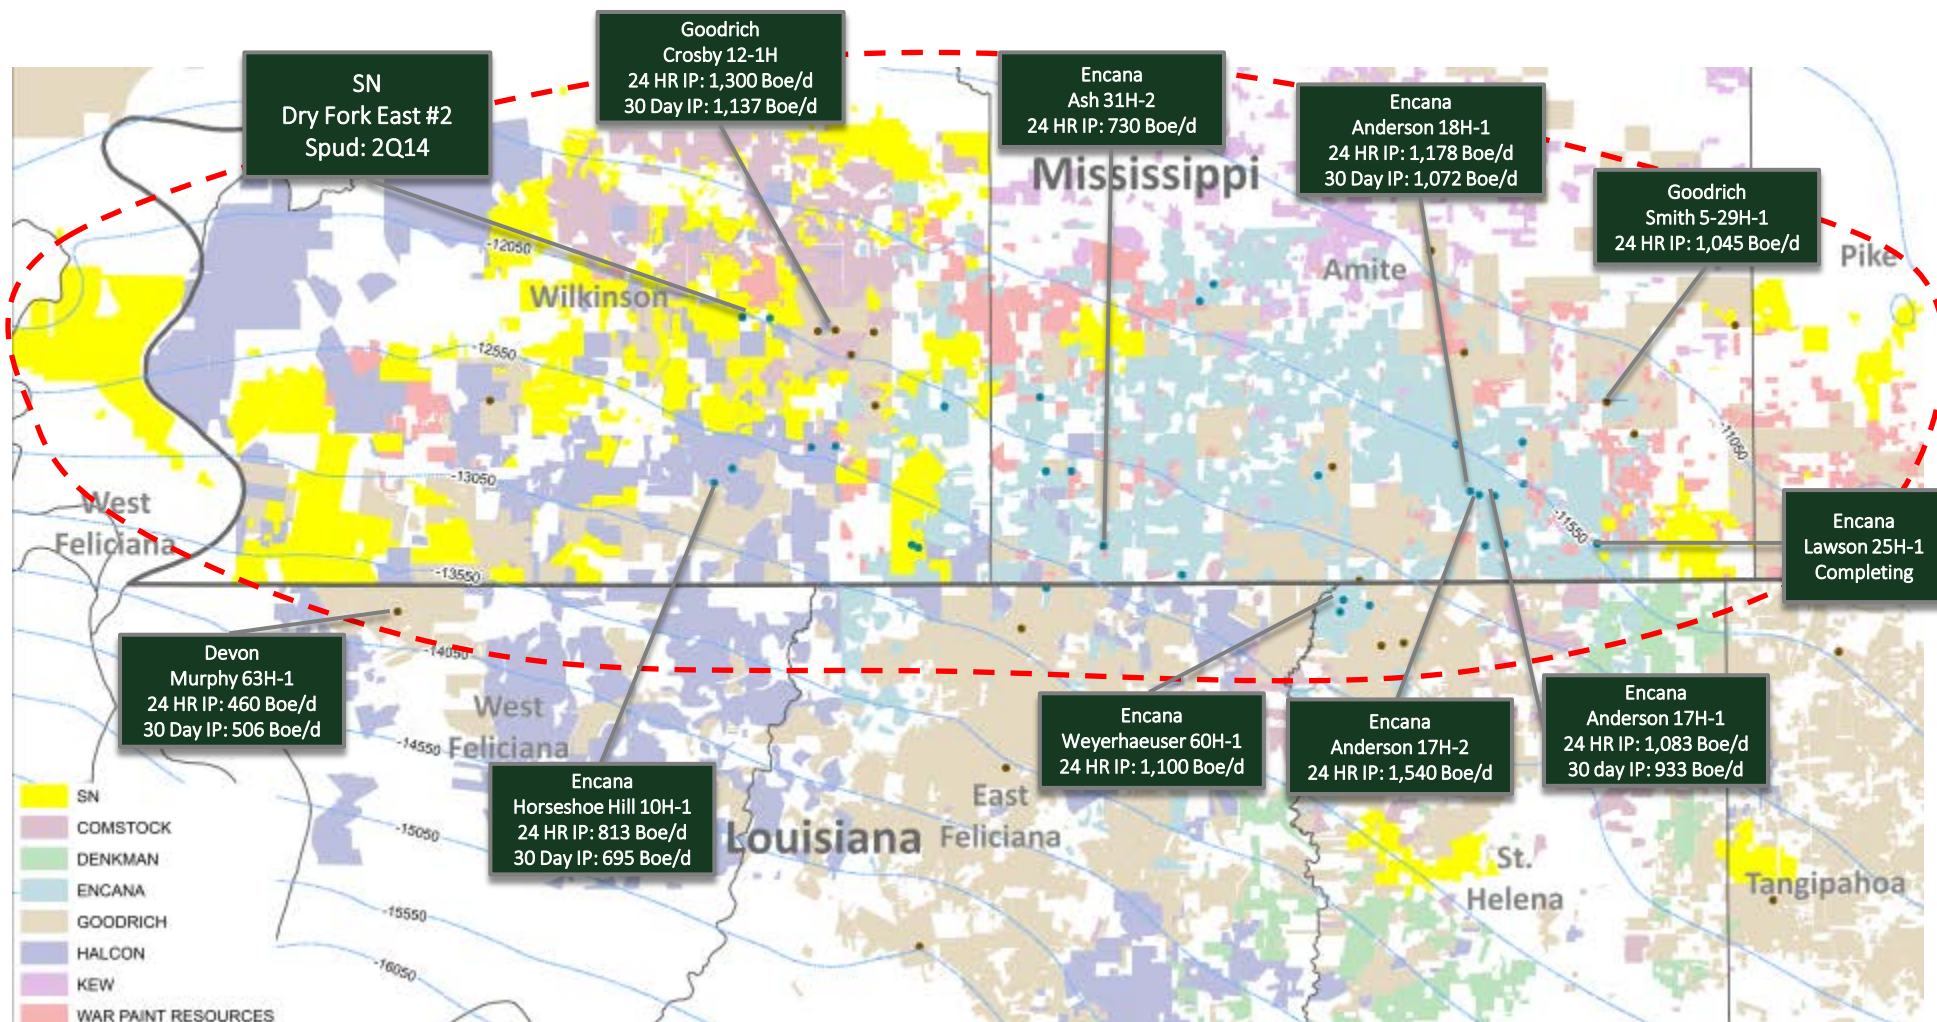 SN
Dry Fork East #2
Spud: 2Q14
Goodrich
Crosby 12-1H
24 HR IP: 1,300 Boe/d
30 Day IP: 1,137 Boe/d
Encana
Ash 31H-2
24 HR IP: 730 Boe/d
Encana
Anderson 18H-1
24 HR IP: 1,178 Boe/d
30 Day IP: 1,072 Boe/d
Goodrich
Smith 5-29H-1
24 HR IP: 1,045 Boe/d
Mississippi
Amite
Pike
Wilkinson
-12050
-12550
-13050
-13550
-11050
-11550
West
Feliciana
Encana
Lawson 25H-1
Completing
Devon
Murphy 63H-1
24 HR IP: 460 Boe/d
30 Day IP: 506 Boe/d
-14050
West
Feliciana
-14550
Encana
Horseshoe Hill 10H-1
24 HR IP: 813 Boe/d
30 Day IP: 695 Boe/d
Encana
Weyerhaeuser 60H-1
24 HR IP: 1,100 Boe/d
Encana
Anderson 17H-2
24 HR IP: 1,540 Boe/d
Encana
Anderson 17H-1
24 HR IP: 1,083 Boe/d
30 day IP: 933 Boe/d
Louisiana
East
Feliciana
St.
Helena
Tangipahoa
-15050
-15550
-16050
SN
COMSTOCK
DENKMAN
ENCANA
GOODRICH
HALCON
KEW
WAR PAINT RESOURCES